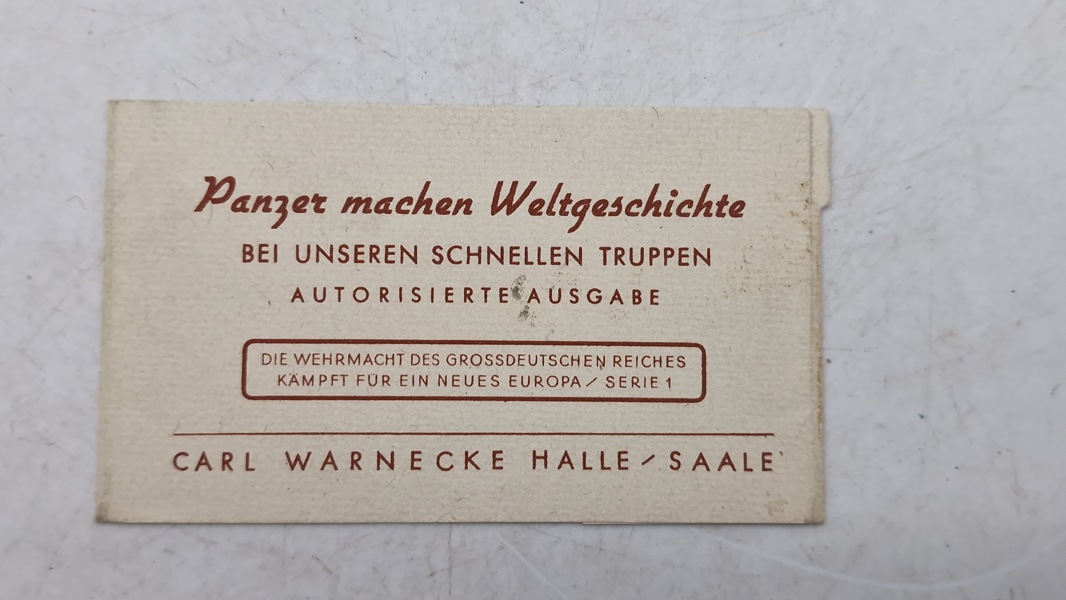 Panzer machen Weltgeschichte
BEI UNSEREN SCHNELLEN TRUPPEN
AUTORISIERTE AUSGABE
DIE WEHRMACHT DES GROSSDEUTSCHEN REICHES
KÄMPFT FÜR EIN NEUES EUROPA / SERIE 1
CARL WARNECKE HALLE / SAALE